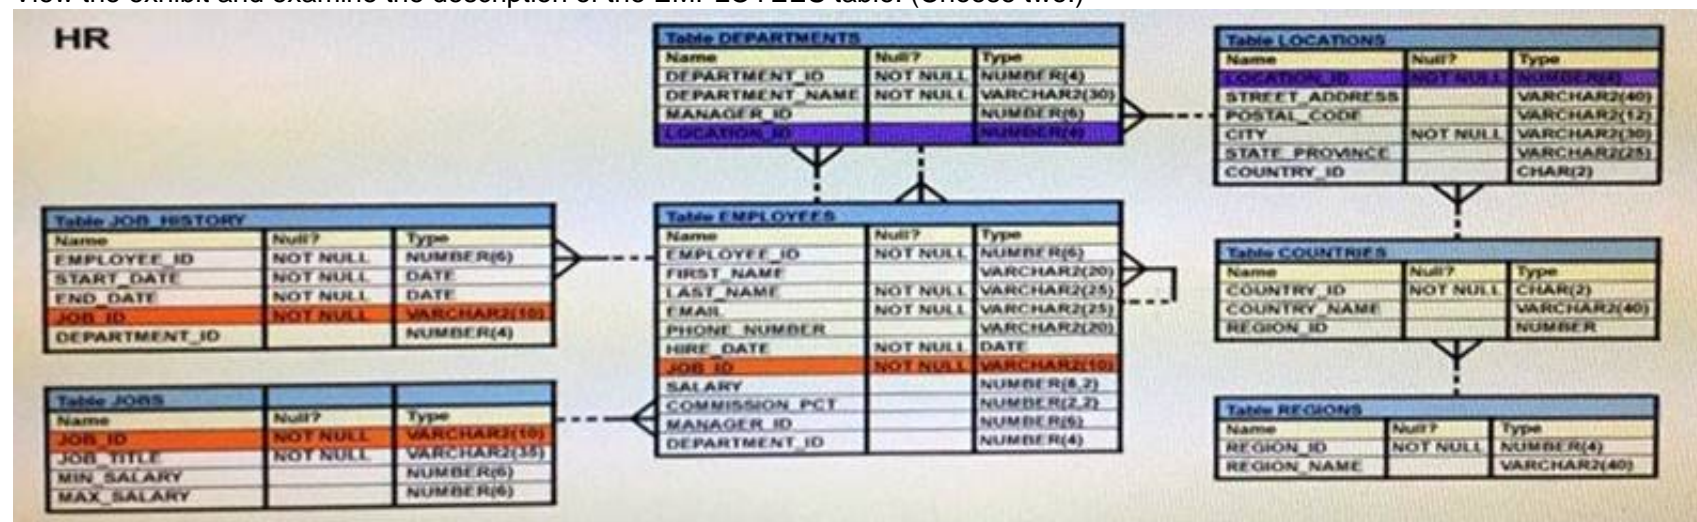 View the exhibit and examine the description of the EMPLOYEES table. (Choose two.)
HR
Table DEPARTMENTS
Name Null? Type
DEPARTMENT_ID NOT NULL NUMBER(4)
DEPARTMENT_NAME NOT NULL VARCHAR2(30)
MANAGER_ID NUMBER(6)
LOCATION_ID NUMBER(4)
Table LOCATIONS
Name Null? Type
LOCATION_ID NOT NULL NUMBER(4)
STREET_ADDRESS VARCHAR2(40)
POSTAL_CODE VARCHAR2(12)
CITY NOT NULL VARCHAR2(30)
STATE_PROVINCE VARCHAR2(25)
COUNTRY_ID CHAR(2)
Table JOB_HISTORY
Name Null? Type
EMPLOYEE_ID NOT NULL NUMBER(6)
START_DATE NOT NULL DATE
END_DATE NOT NULL DATE
JOB_ID NOT NULL VARCHAR2(10)
DEPARTMENT_ID NUMBER(4)
Table EMPLOYEES
Name Null? Type
EMPLOYEE_ID NOT NULL NUMBER(6)
FIRST_NAME VARCHAR2(20)
LAST_NAME NOT NULL VARCHAR2(25)
EMAIL NOT NULL VARCHAR2(25)
PHONE_NUMBER VARCHAR2(20)
HIRE_DATE NOT NULL DATE
JOB_ID NOT NULL VARCHAR2(10)
SALARY NUMBER(8,2)
COMMISSION_PCT NUMBER(2,2)
MANAGER_ID NUMBER(6)
DEPARTMENT_ID NUMBER(4)
Table COUNTRIES
Name Null? Type
COUNTRY_ID NOT NULL CHAR(2)
COUNTRY_NAME VARCHAR2(40)
REGION_ID NUMBER
Table JOBS
Name Null? Type
JOB_ID NOT NULL VARCHAR2(10)
JOB_TITLE NOT NULL VARCHAR2(35)
MIN_SALARY NUMBER(6)
MAX_SALARY NUMBER(6)
Table REGIONS
Name Null? Type
REGION_ID NOT NULL NUMBER(4)
REGION_NAME VARCHAR2(40)